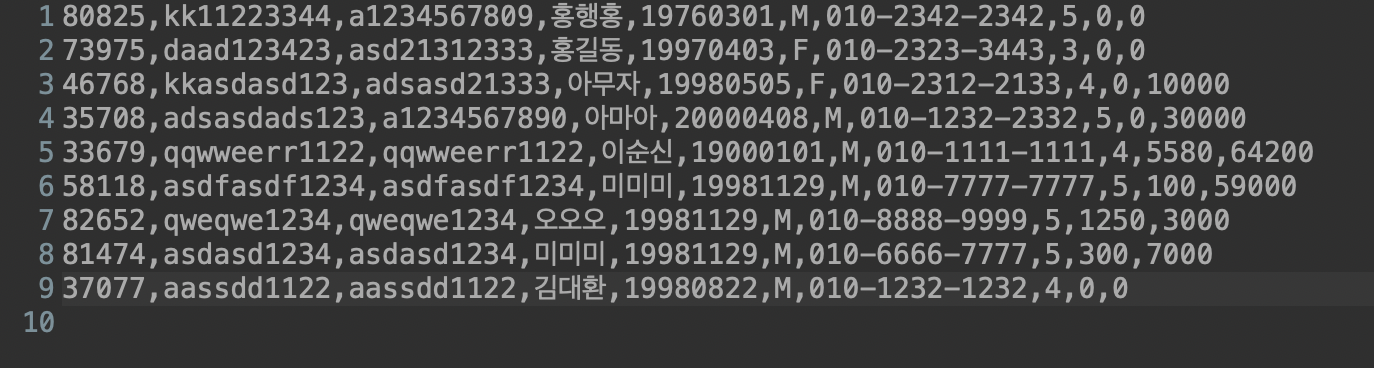 1 80825,kk11223344,a1234567809,홍행홍,19760301,M,010-2342-2342,5,0,0
2 73975,daad123423,asd21312333,홍길동,19970403,F,010-2323-3443,3,0,0
3 46768,kkasdasd123,adsasd21333,아무자,19980505,F,010-2312-2133,4,0,10000
4 35708,adsasdads123,a1234567890,아마아,20000408,M,010-1232-2332,5,0,30000
5 33679,qqwweerr1122,qqwweerr1122,이순신,19000101,M,010-1111-1111,4,5580,64200
6 58118,asdfasdf1234,asdfasdf1234,미미미,19981129,M,010-7777-7777,5,100,59000
7 82652,qweqwe1234,qweqwe1234,오오오,19981129,M,010-8888-9999,5,1250,3000
8 81474,asdasd1234,asdasd1234,미미미,19981129,M,010-6666-7777,5,300,7000
9 37077,aassdd1122,aassdd1122,김대환,19980822,M,010-1232-1232,4,0,0
10